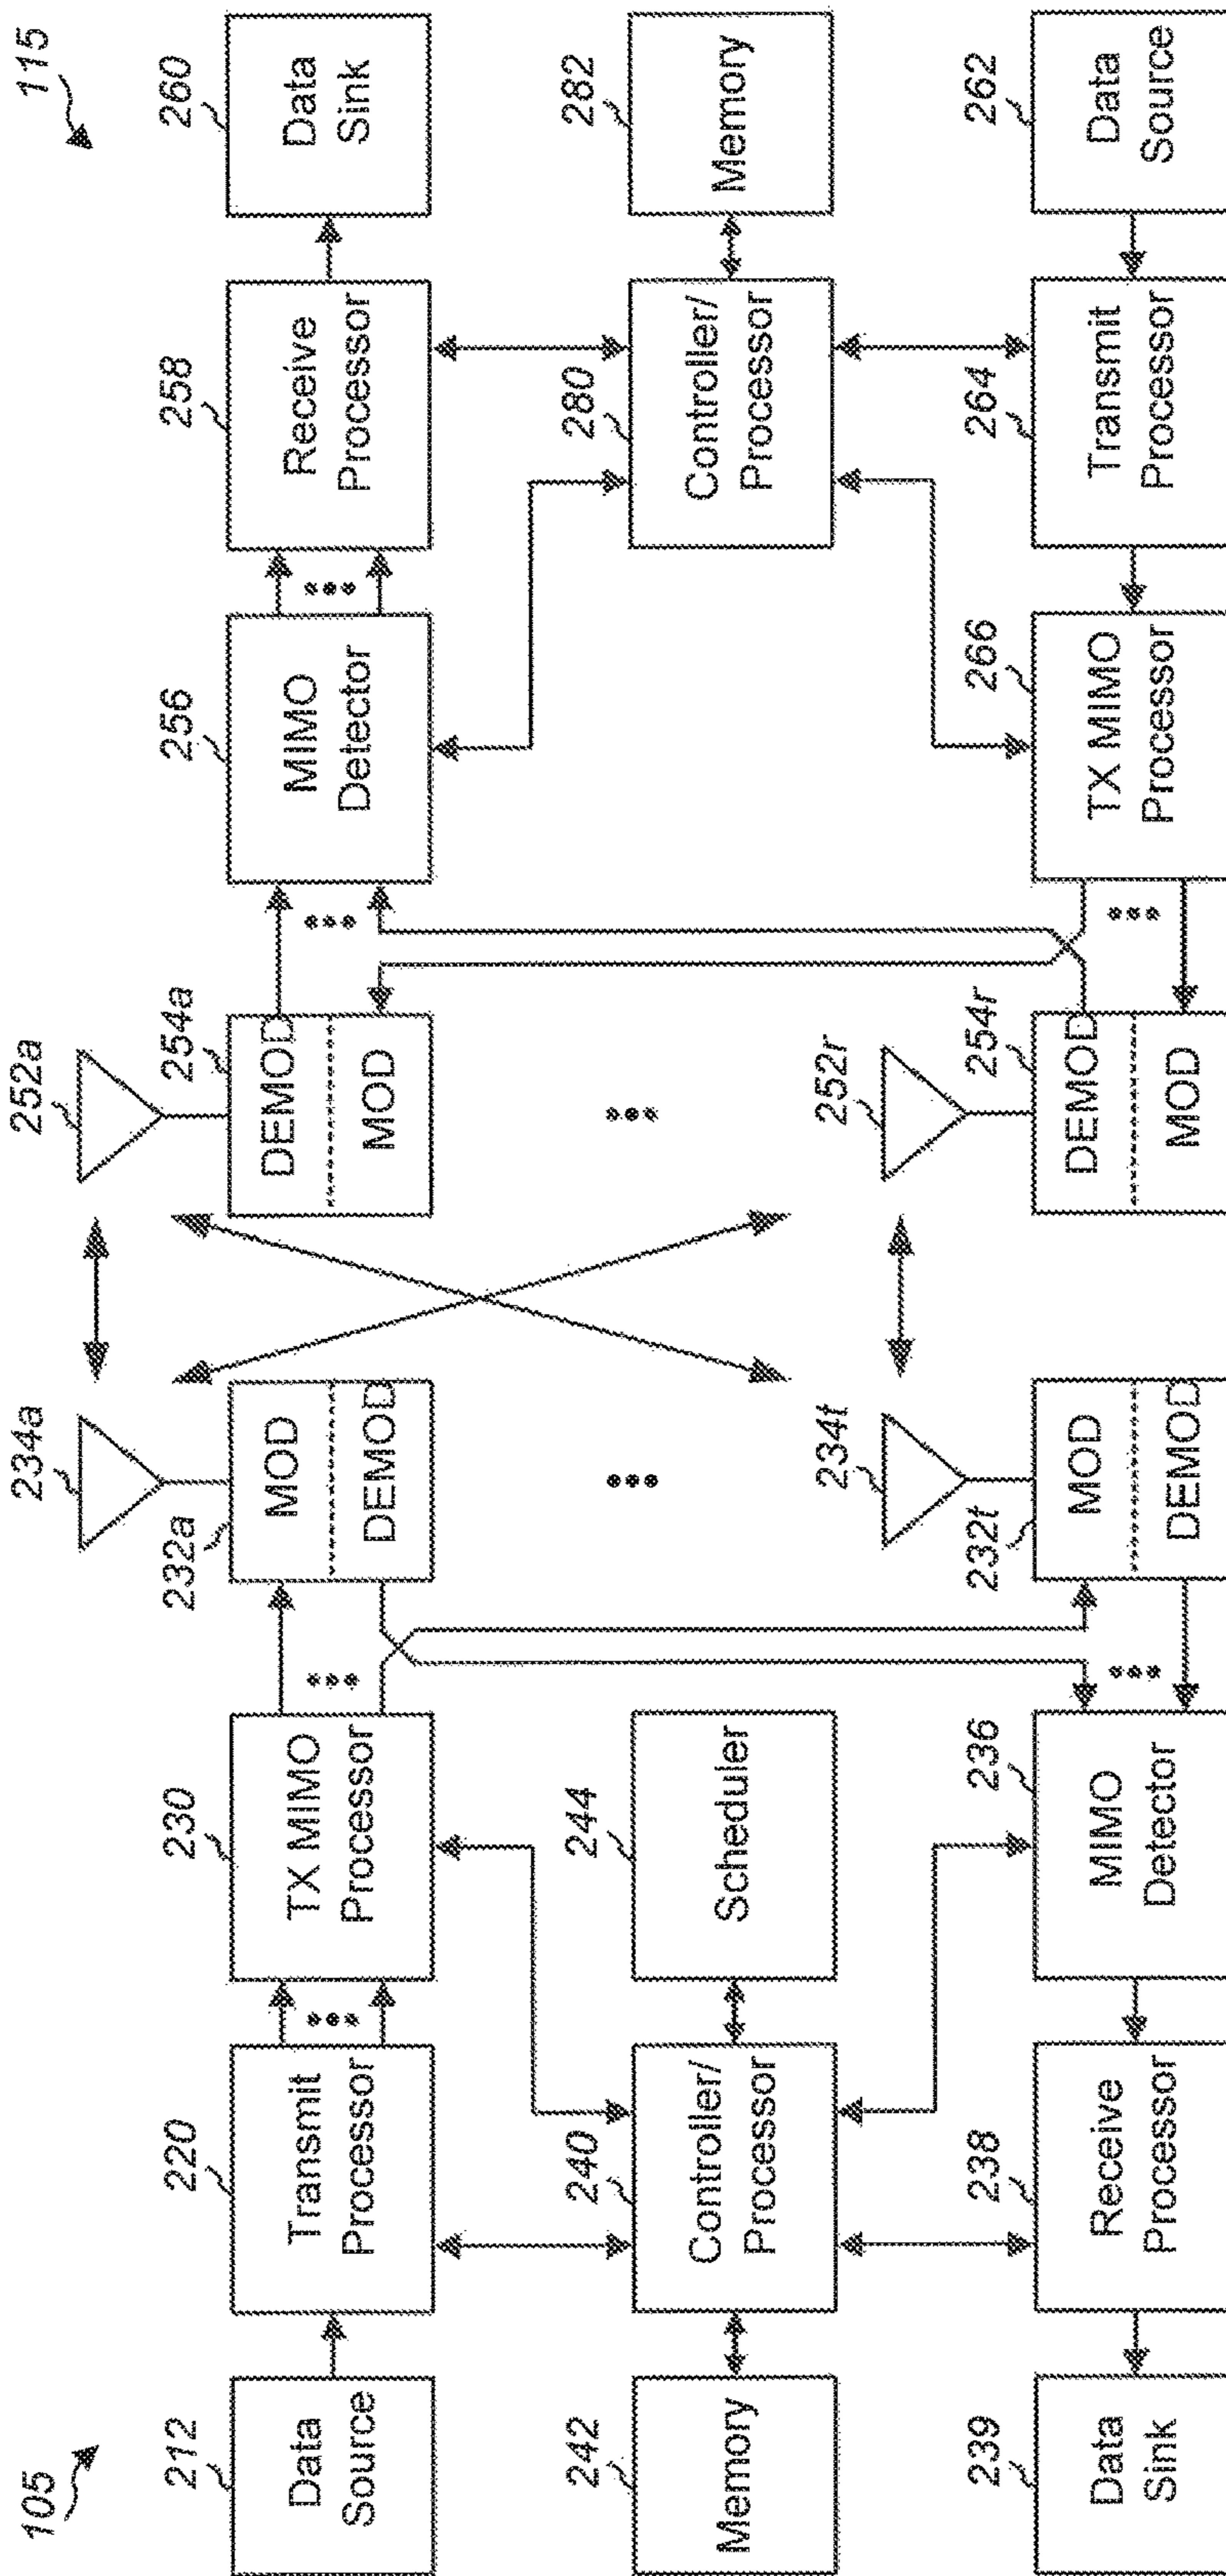 105
115
212
Data
Source
220
Transmit
Processor
230
TX MIMO
Processor
232a
MOD
DEMOD
234a
252a
254a
DEMOD
MOD
256
MIMO
Detector
258
Receive
Processor
260
Data
Sink
242
Memory
240
Controller/
Processor
244
Scheduler
280
Controller/
Processor
282
Memory
239
Data
Sink
238
Receive
Processor
236
MIMO
Detector
232t
MOD
DEMOD
234t
252r
254r
DEMOD
MOD
266
TX MIMO
Processor
264
Transmit
Processor
262
Data
Source